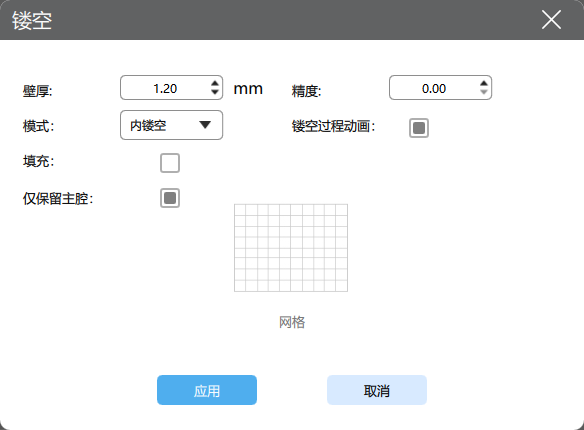 镂空
壁厚: 1.20 mm 精度: 0.00
模式: 内镂空 镂空过程动画:
填充:
仅保留主腔:
网格
应用 取消